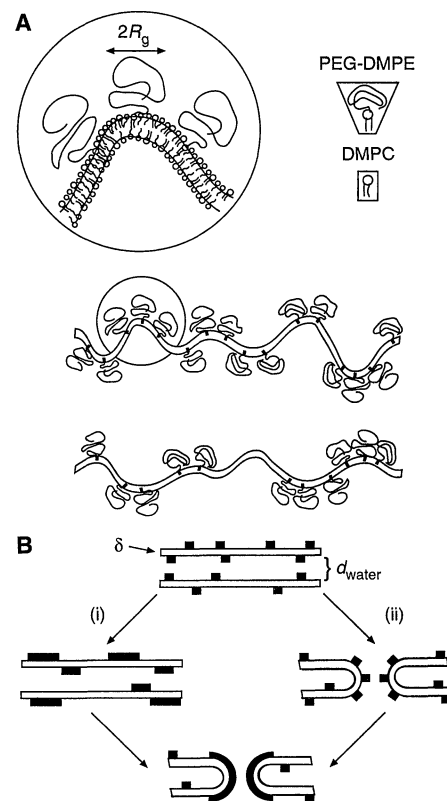 A
2Rg
PEG-DMPE
DMPC
B
δ
dwater
(i)
(ii)